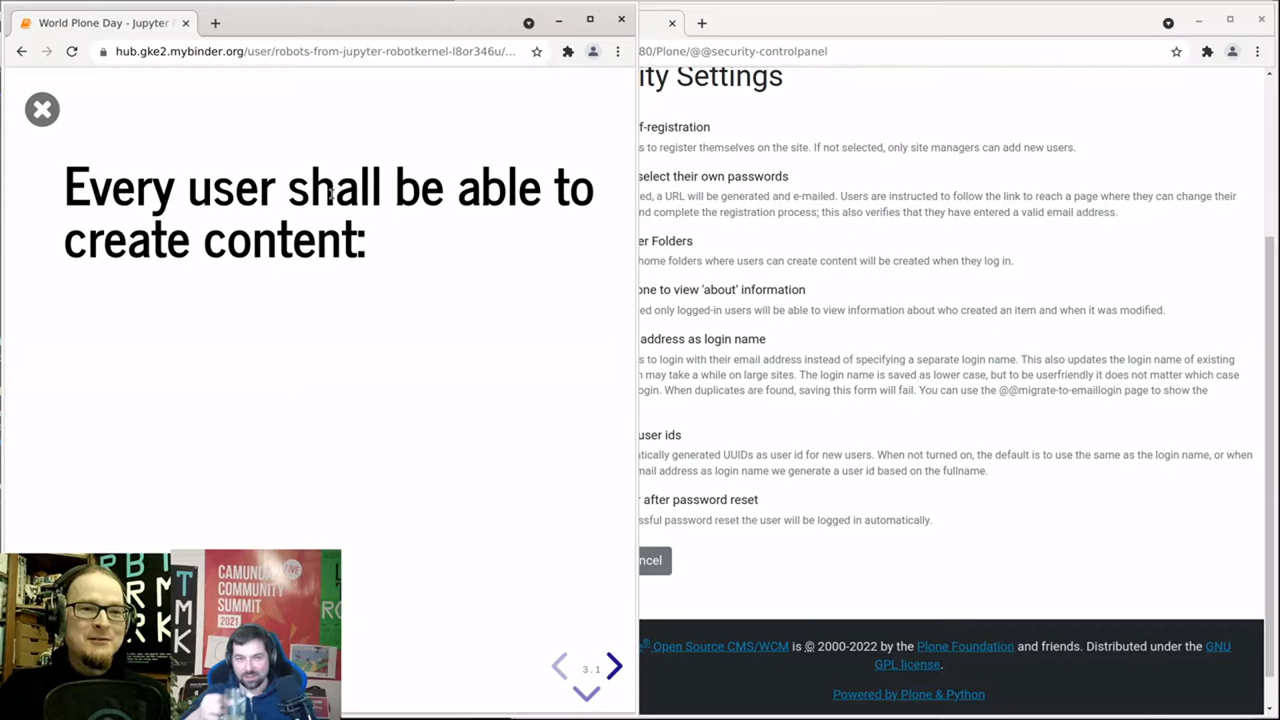 World Plone Day - Jupyter
hub.gke2.mybinder.org/user/robots-from-jupyter-robotkernel-l8or346u/...
80/Plone/@@security-controlpanel
Every user shall be able to
create content:
3.1
ity Settings
f-registration
s to register themselves on the site. If not selected, only site managers can add new users.
select their own passwords
ed, a URL will be generated and e-mailed. Users are instructed to follow the link to reach a page where they can change their
nd complete the registration process; this also verifies that they have entered a valid email address.
er Folders
home folders where users can create content will be created when they log in.
one to view 'about' information
ed only logged-in users will be able to view information about who created an item and when it was modified.
address as login name
s to login with their email address instead of specifying a separate login name. This also updates the login name of existing
n may take a while on large sites. The login name is saved as lower case, but to be userfriendly it does not matter which case
ogin. When duplicates are found, saving this form will fail. You can use the @@migrate-to-emaillogin page to show the
user ids
tically generated UUIDs as user id for new users. When not turned on, the default is to use the same as the login name, or when
mail address as login name we generate a user id based on the fullname.
r after password reset
ssful password reset the user will be logged in automatically.
ncel
e® Open Source CMS/WCM is © 2000-2022 by the Plone Foundation and friends. Distributed under the GNU
GPL license.
Powered by Plone & Python
CAMUNDA
COMMUNITY
SUMMIT
2021
LIVE